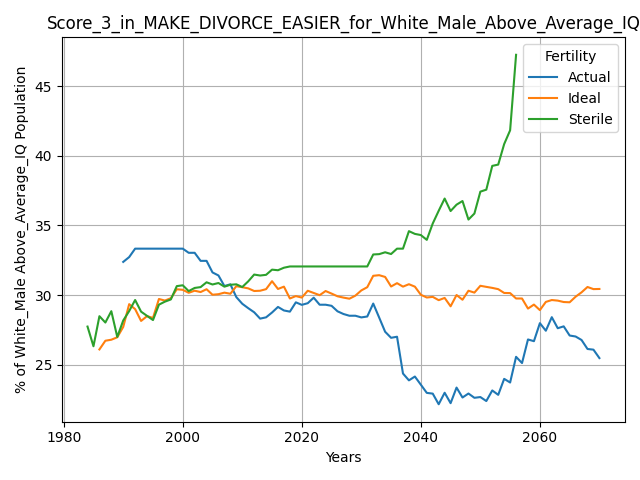 Score_3_in_MAKE_DIVORCE_EASIER_for_White_Male_Above_Average_IQ
% of White_Male Above_Average_IQ Population
45
40
35
30
25
Fertility
Actual
Ideal
Sterile
1980
2000
2020
2040
2060
Years